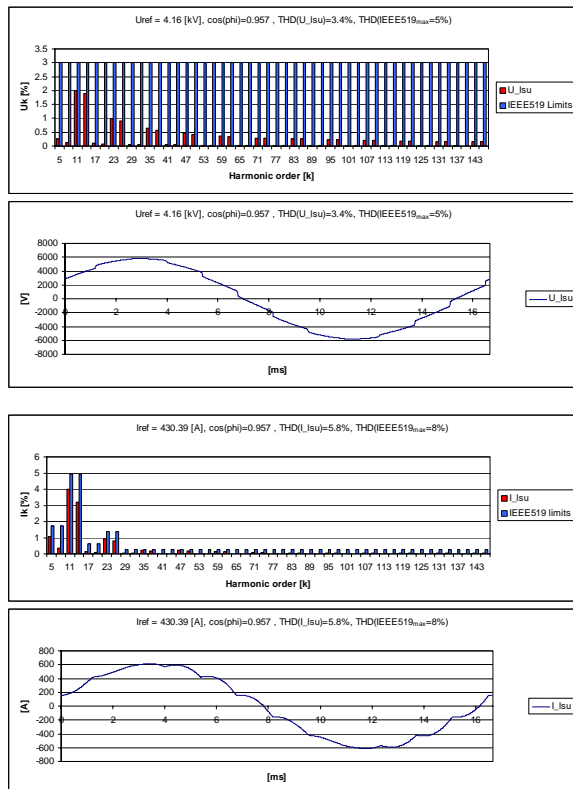 Uref = 4.16 [kV], cos(phi)=0.957 , THD(U_lsu)=3.4%, THD(IEEE519max=5%)
Uk [%]
3.5
3
2.5
2
1.5
1
0.5
0
5 11 17 23 29 35 41 47 53 59 65 71 77 83 89 95 101 107 113 119 125 131 137 143
Harmonic order [k]
U_lsu
IEEE519 Limits
Uref = 4.16 [kV], cos(phi)=0.957 , THD(U_lsu)=3.4%, THD(IEEE519max=5%)
[V]
8000
6000
4000
2000
0
-2000
-4000
-6000
-8000
0 2 4 6 8 10 12 14 16
[ms]
U_lsu
Iref = 430.39 [A], cos(phi)=0.957, THD(I_lsu)=5.8%, THD(IEEE519max=8%)
Ik [%]
6
5
4
3
2
1
0
5 11 17 23 29 35 41 47 53 59 65 71 77 83 89 95 101 107 113 119 125 131 137 143
Harmonic order [k]
I_lsu
IEEE519 limits
Iref = 430.39 [A], cos(phi)=0.957, THD(I_lsu)=5.8%, THD(IEEE519max=8%)
[A]
800
600
400
200
0
-200
-400
-600
-800
0 2 4 6 8 10 12 14 16
[ms]
I_lsu